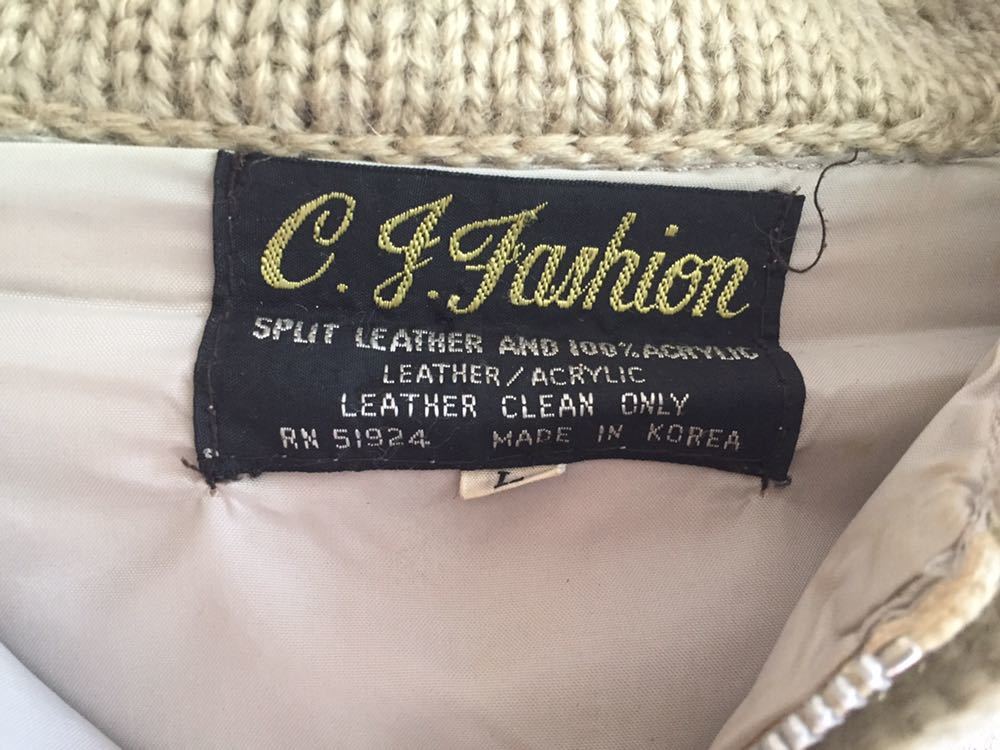 C. J. Fashion
SPLIT LEATHER AND 100% ACRYLIC
LEATHER/ACRYLIC
LEATHER CLEAN ONLY
RN 51924 MADE IN KOREA
L